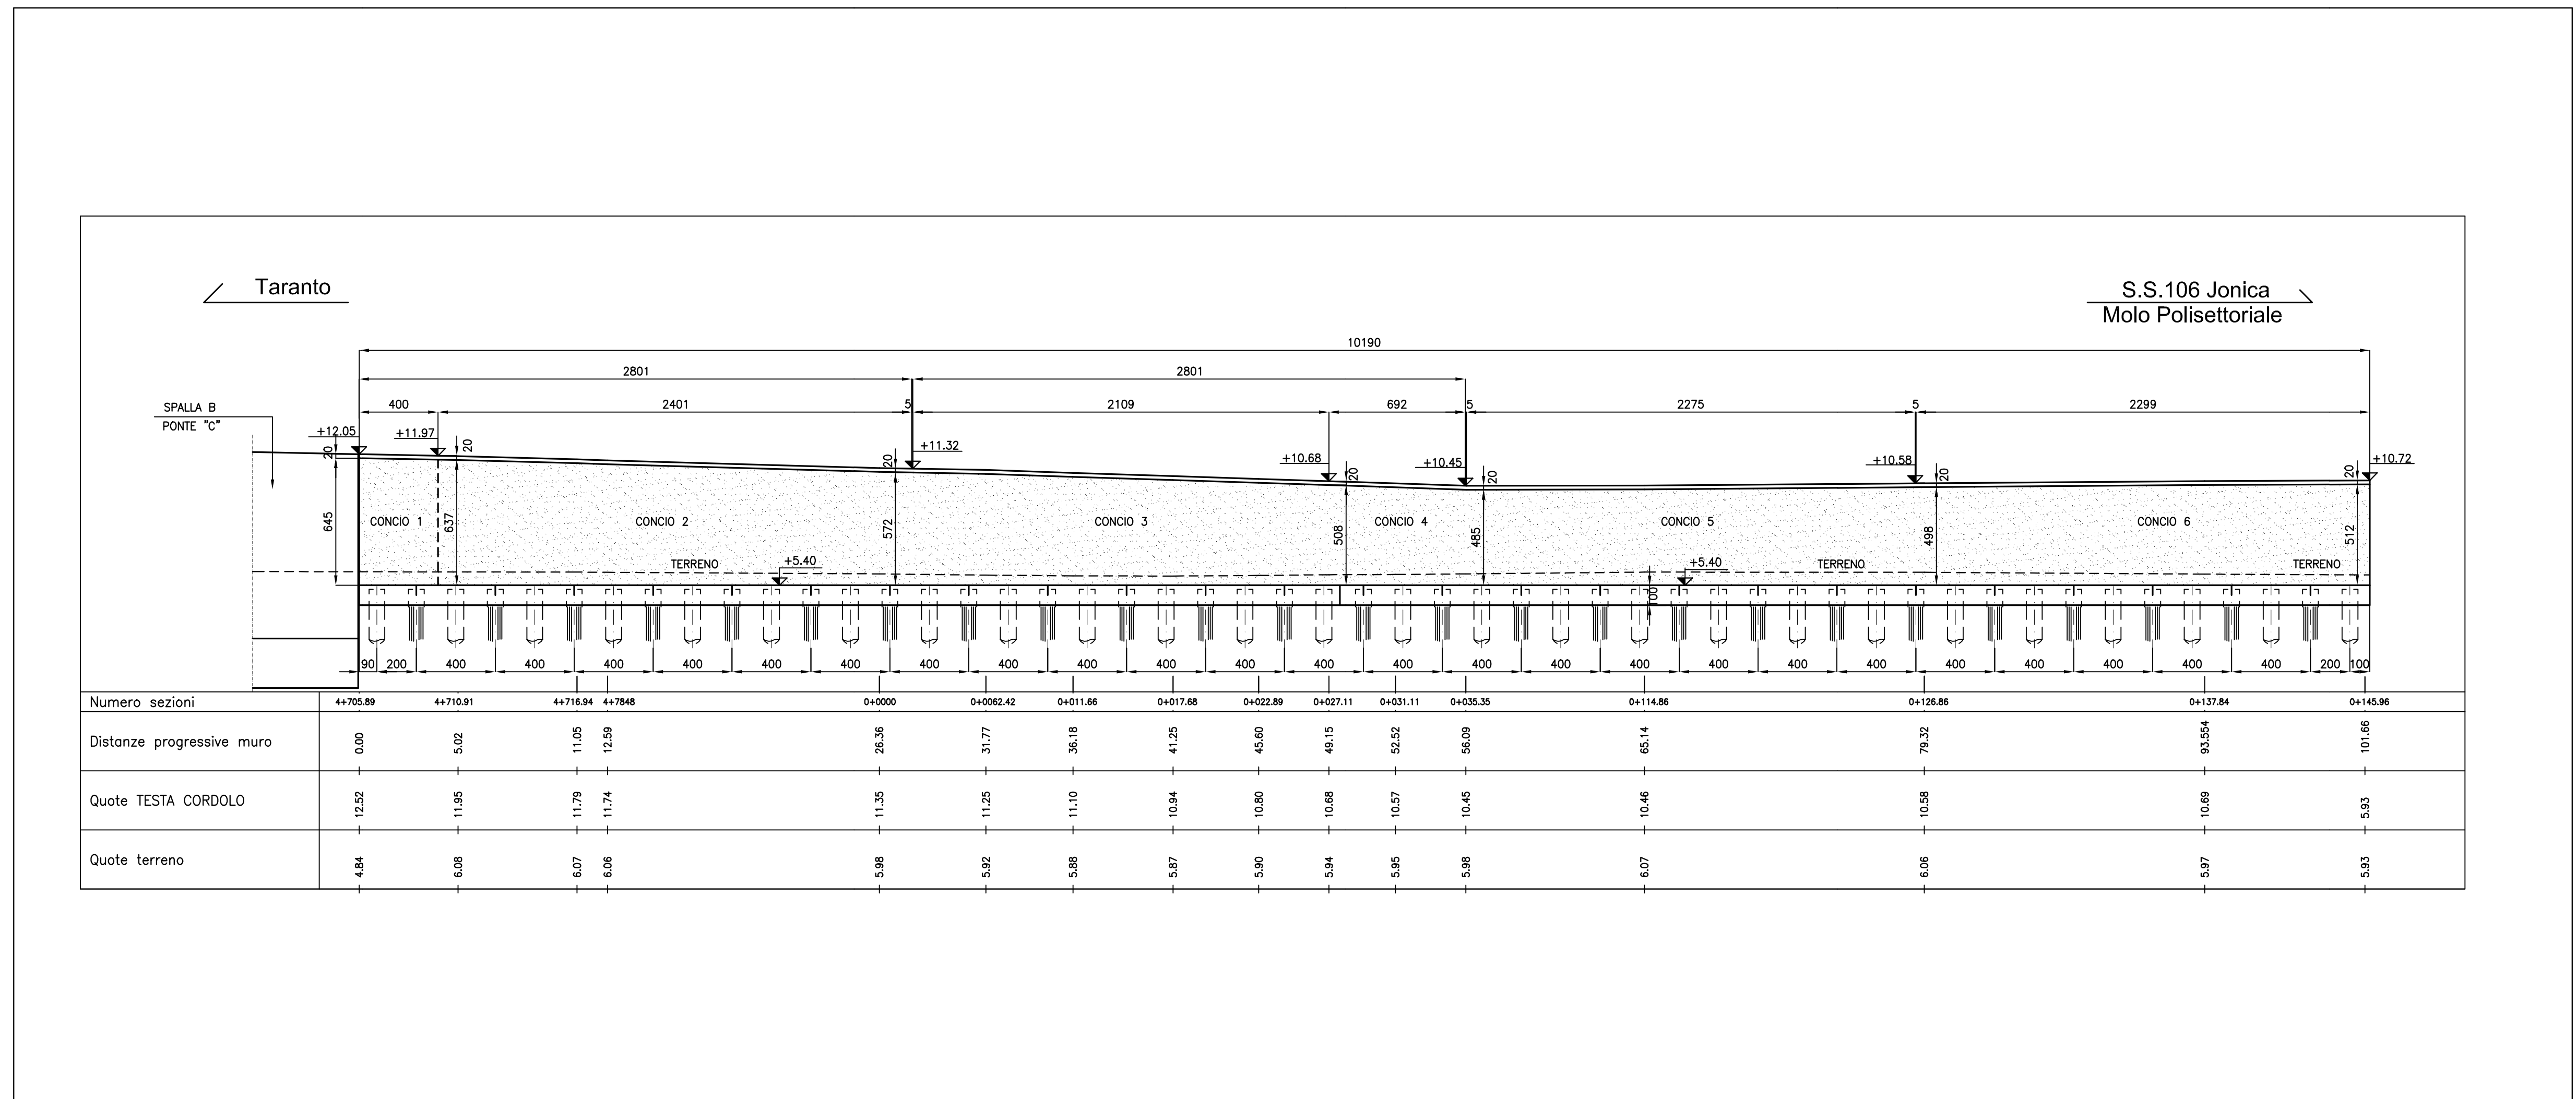 Taranto
S.S.106 Jonica
Molo Polisettoriale
10190
2801 2801
400 2401 5 2109 692 5 2275 5 2299
SPALLA B
PONTE "C"
+12.05 +11.97 +11.32 +10.68 +10.45 +10.58 +10.72
20 20 20 20 20 20 20
645 637 572 508 485 498 512
CONCIO 1 CONCIO 2 CONCIO 3 CONCIO 4 CONCIO 5 CONCIO 6
TERRENO +5.40 +5.40 TERRENO TERRENO
100
90 200 400 400 400 400 400 400 400 400 400 400 400 400 400 400 400 400 400 400 400 400 400 400 400 400 200 100
Numero sezioni 4+705.89 4+710.91 4+716.94 4+7848 0+0000 0+0062.42 0+011.66 0+017.68 0+022.89 0+027.11 0+031.11 0+035.35 0+114.86 0+126.86 0+137.84 0+145.96
Distanze progressive muro 0.00 5.02 11.05 12.59 26.36 31.77 36.18 41.25 45.60 49.15 52.52 56.09 65.14 79.32 93.554 101.66
Quote TESTA CORDOLO 12.52 11.95 11.79 11.74 11.35 11.25 11.10 10.94 10.80 10.68 10.57 10.45 10.46 10.58 10.69 5.93
Quote terreno 4.84 6.08 6.07 6.06 5.98 5.92 5.88 5.87 5.90 5.94 5.95 5.98 6.07 6.06 5.97 5.93